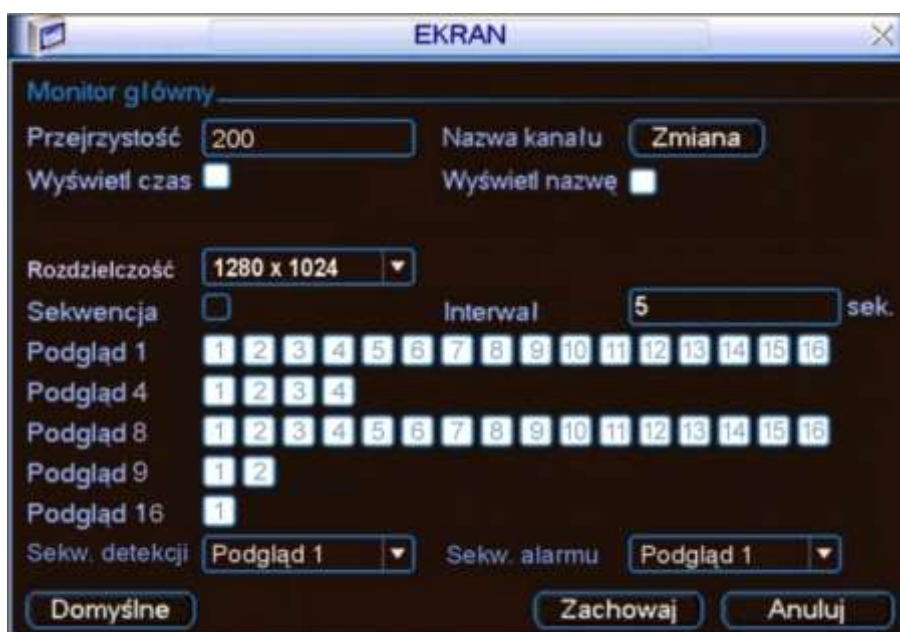 EKRAN
Monitor główny
Przejrzystość 200 Nazwa kanału Zmiana
Wyświetl czas Wyświetl nazwę
Rozdzielczość 1280 x 1024
Sekwencja Interwał 5 sek.
Podgląd 1 1 2 3 4 5 6 7 8 9 10 11 12 13 14 15 16
Podgląd 4 1 2 3 4
Podgląd 8 1 2 3 4 5 6 7 8 9 10 11 12 13 14 15 16
Podgląd 9 1 2
Podgląd 16 1
Sekw. detekcji Podgląd 1 Sekw. alarmu Podgląd 1
Domyślne Zachowaj Anuluj